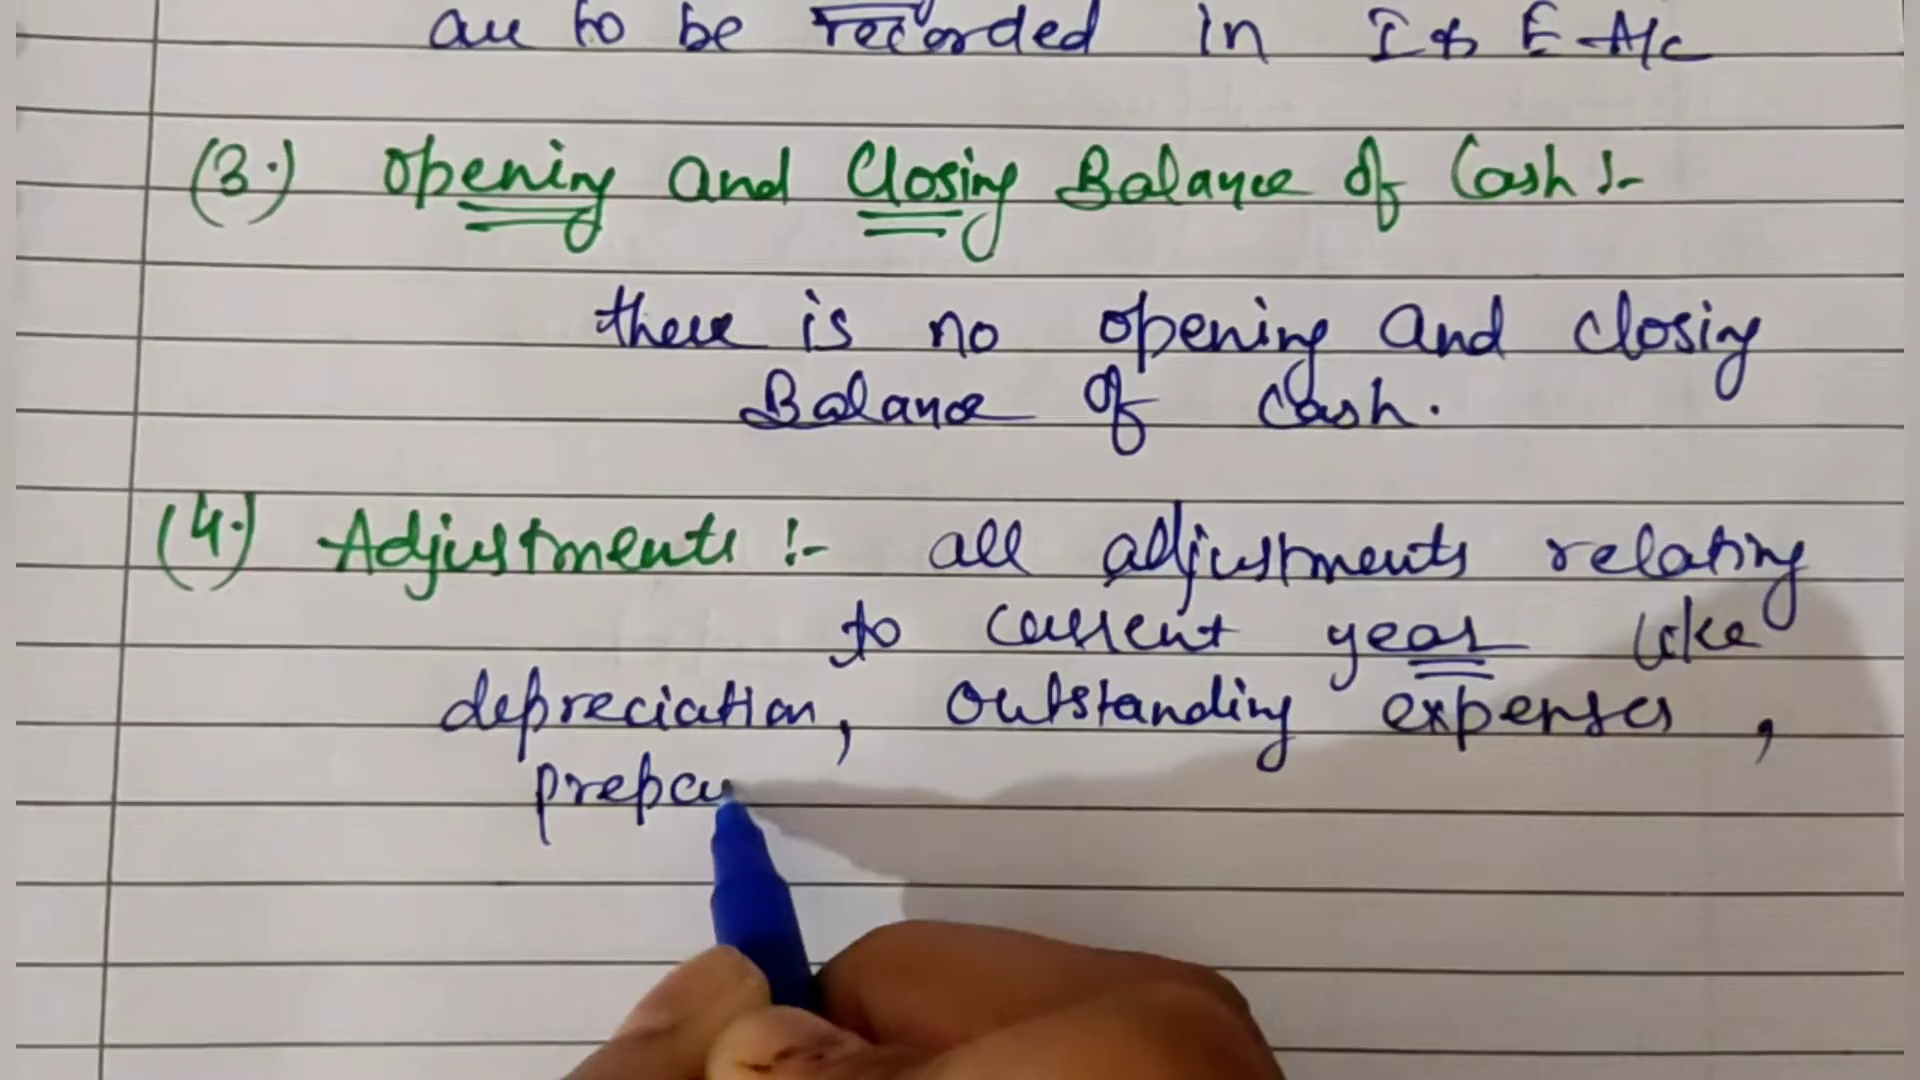 are to be recorded in I & E A/c
(3.) Opening and Closing Balance of Cash :-
there is no opening and closing
Balance of Cash.
(4.) Adjustments :- all adjustments relating
to current year like
depreciation, outstanding expenses,
prepa